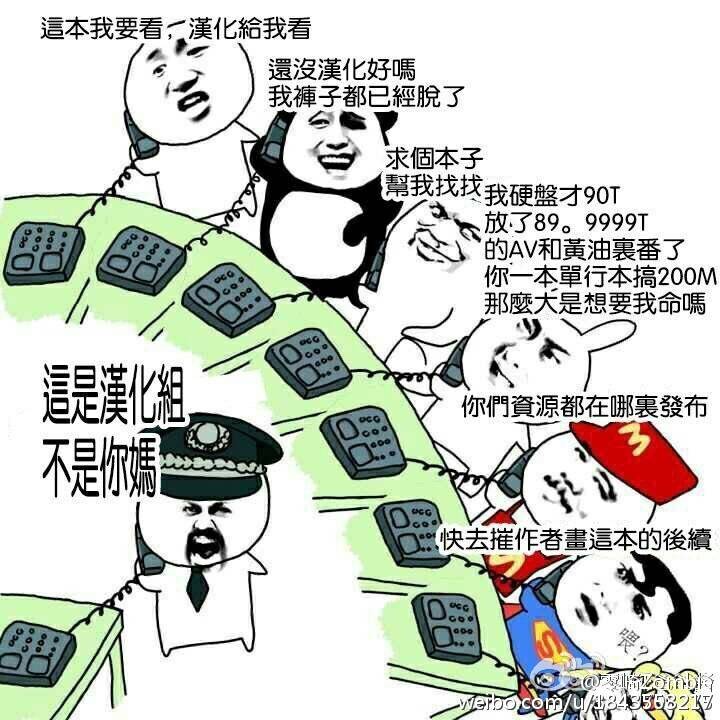 這本我要看，漢化給我看
還沒漢化好嗎
我褲子都已經脫了
求個本子
幫我找找
我硬盤才90T
放了89。9999T
的AV和黃油裏番了
你一本單行本搞200M
那麼大是想要我命嗎
這是漢化組
不是你媽
你們資源都在哪裏發布
快去摧作者畫這本的後續
喂?
weibo.com/u/1843568217